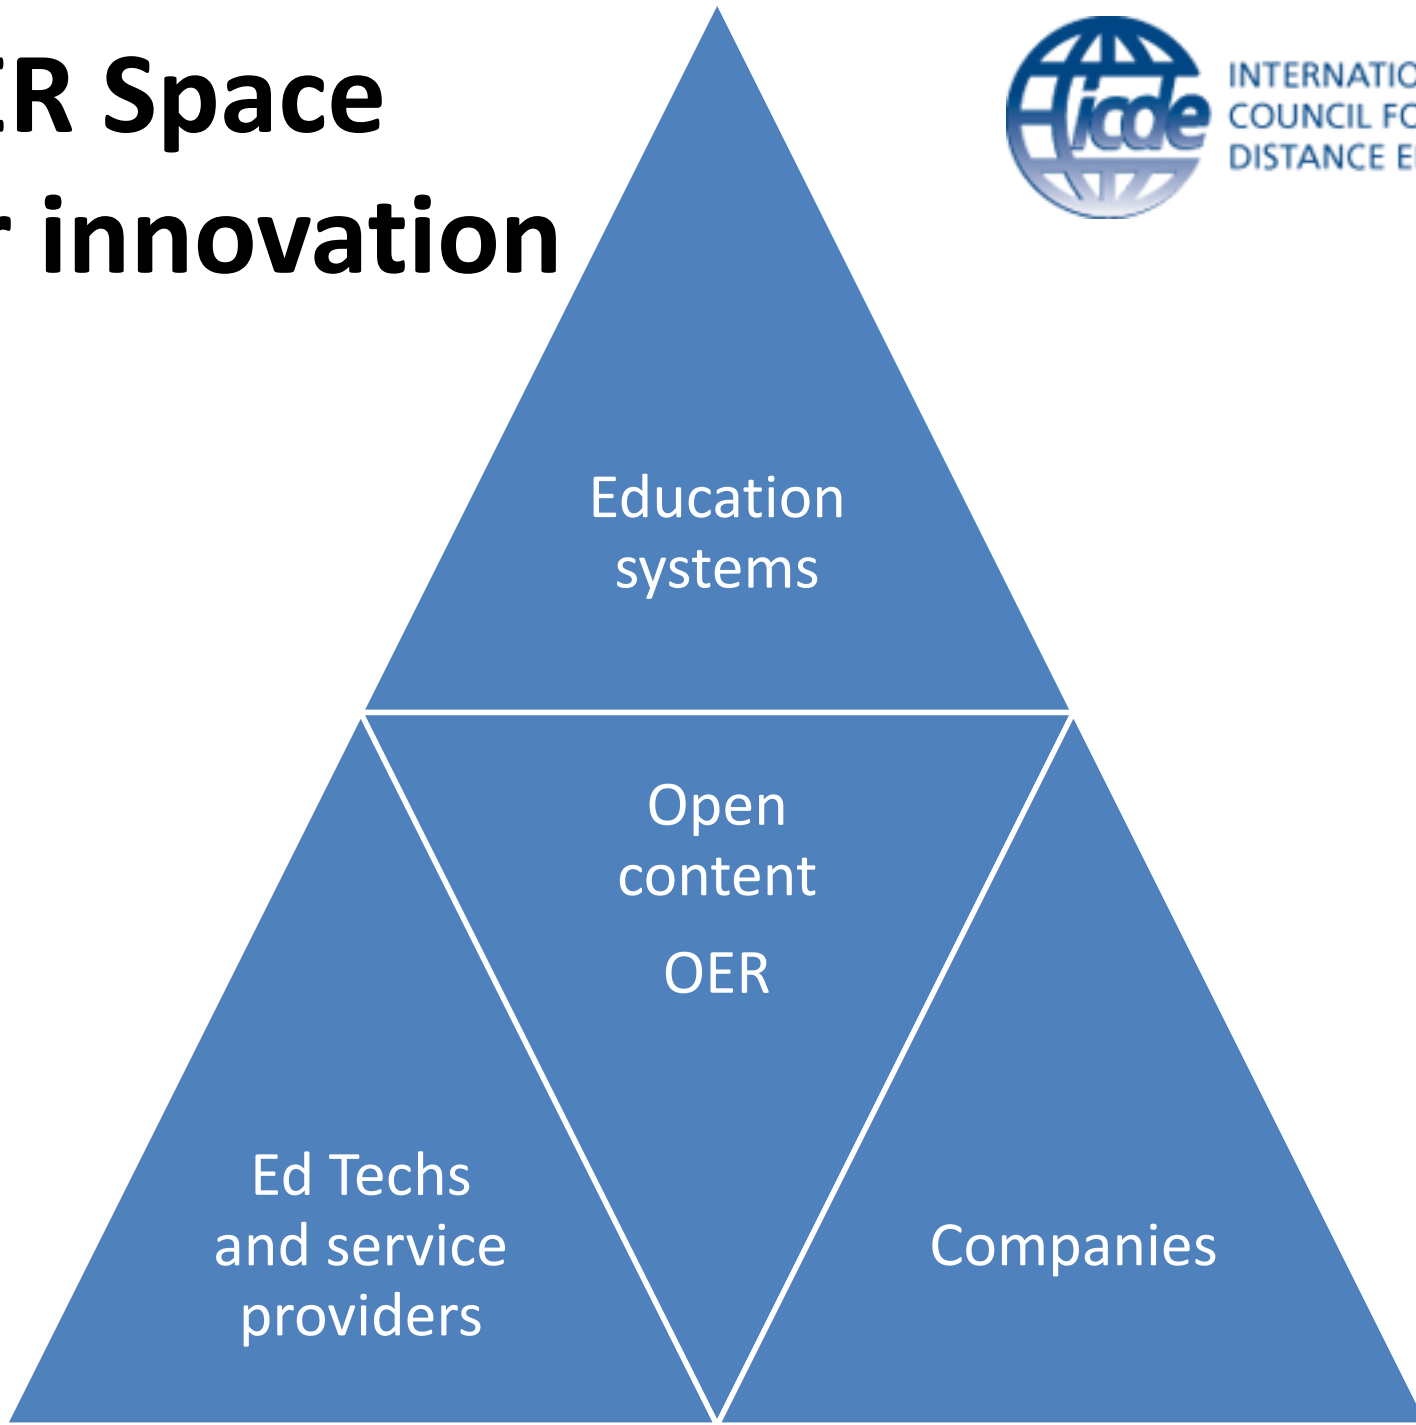 ER Space
r innovation
icde
INTERNATIO
COUNCIL FO
DISTANCE E
Education
systems
Open
content
OER
Ed Techs
and service
providers
Companies